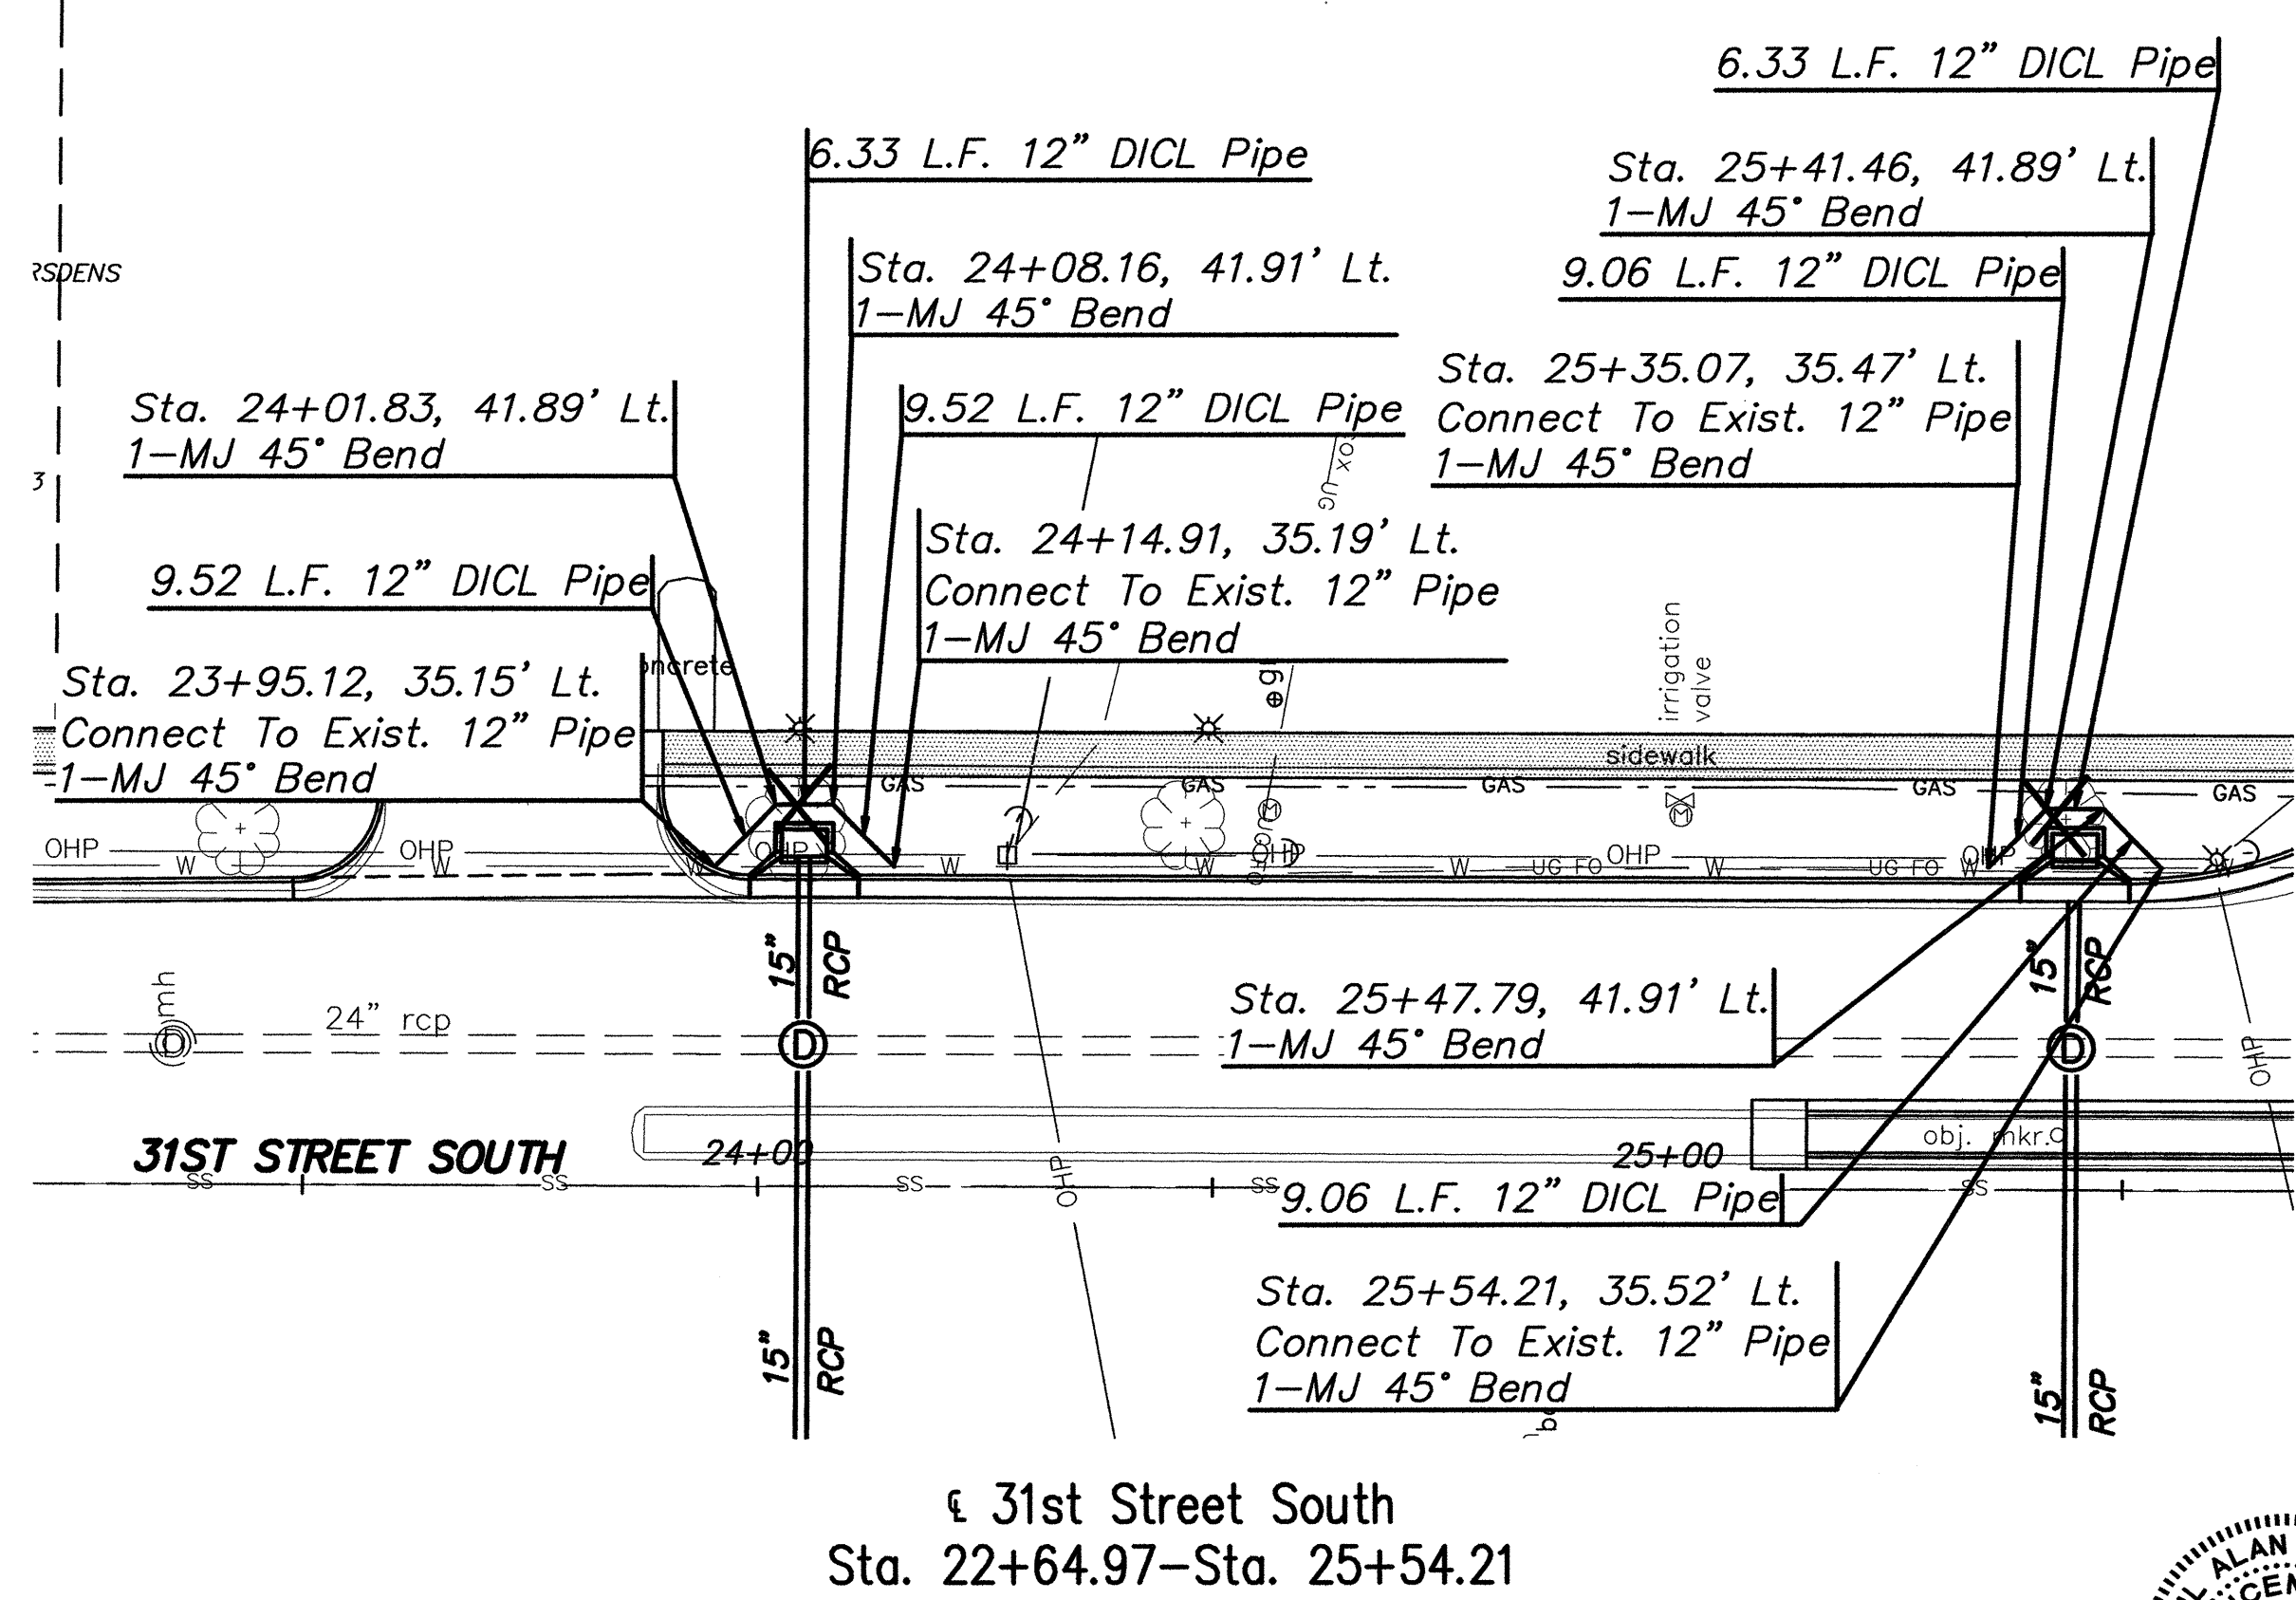 6.33 L.F. 12” DICL Pipe
6.33 L.F. 12” DICL Pipe
Sta. 25+41.46, 41.89’ Lt.
1–MJ 45° Bend
Sta. 24+08.16, 41.91’ Lt.
1–MJ 45° Bend
9.06 L.F. 12” DICL Pipe
RSDENS
Sta. 24+01.83, 41.89’ Lt.
1–MJ 45° Bend
9.52 L.F. 12” DICL Pipe
Sta. 25+35.07, 35.47’ Lt.
Connect To Exist. 12” Pipe
1–MJ 45° Bend
3
UG
Sta. 24+14.91, 35.19’ Lt.
Connect To Exist. 12” Pipe
1–MJ 45° Bend
9.52 L.F. 12” DICL Pipe
oncrete
Sta. 23+95.12, 35.15’ Lt.
Connect To Exist. 12” Pipe
1–MJ 45° Bend
irrigation
valve
sidewalk
GAS GAS GAS GAS GAS
OHP W OHP W W OHP W W OHP W UG FO OHP W UG FO OHP W W
15” RCP
15” RCP
mh
24” rcp
D
D
D
Sta. 25+47.79, 41.91’ Lt.
1–MJ 45° Bend
OHP
obj. mkr.
31ST STREET SOUTH
24+00
25+00
SS SS SS SS SS
OHP
9.06 L.F. 12” DICL Pipe
Sta. 25+54.21, 35.52’ Lt.
Connect To Exist. 12” Pipe
1–MJ 45° Bend
15” RCP
15” RCP
℄ 31st Street South
Sta. 22+64.97–Sta. 25+54.21
ALAN